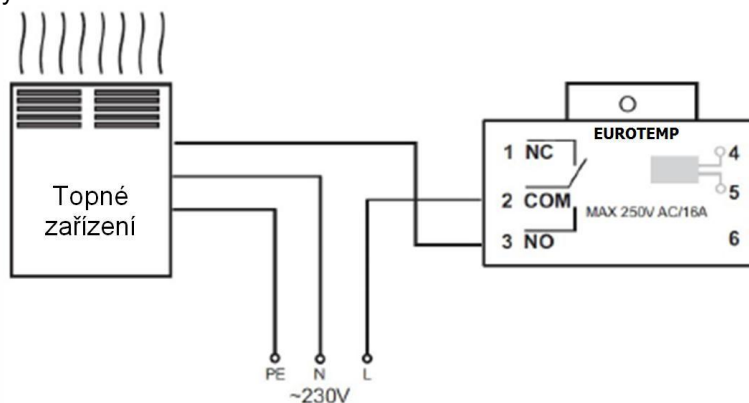 Topné
zařízení
EUROTEMP
1 NC
2 COM
3 NO
MAX 250V AC/16A
4
5
6
PE N L
~230V